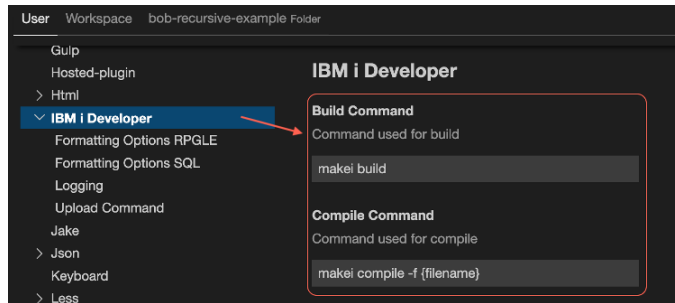 User Workspace bob-recursive-example Folder
Gulp
Hosted-plugin
Html
IBM i Developer
Formatting Options RPGLE
Formatting Options SQL
Logging
Upload Command
Jake
Json
Keyboard
Less
IBM i Developer
Build Command
Command used for build
makei build
Compile Command
Command used for compile
makei compile -f {filename}